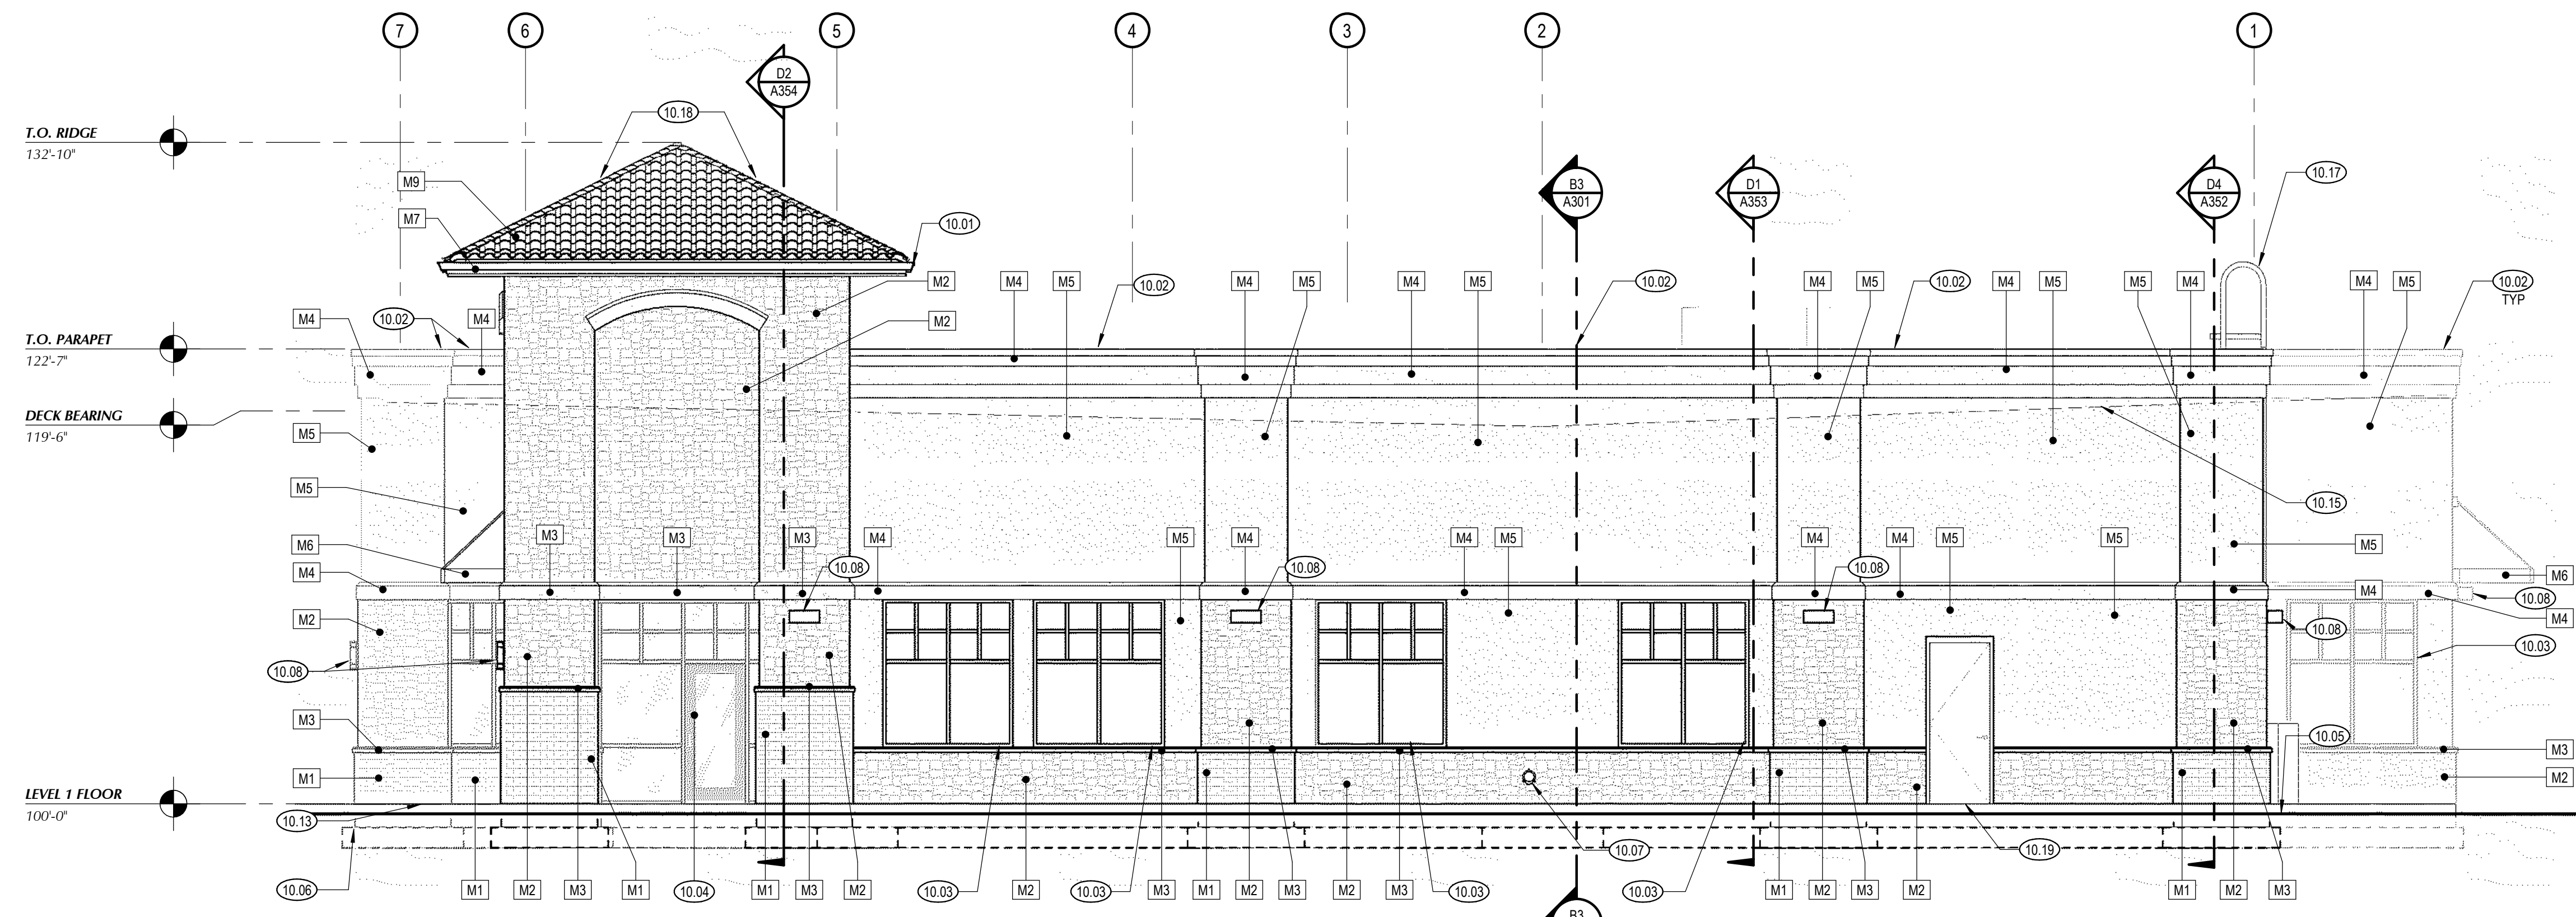 7 6 5 4 3 2 1
D2
A354
10.18
T.O. RIDGE
132'-10"
B3
A301
D1
A353
D4
A352
10.17
M9
M7
10.01
M2 M4 M5 10.02 M4 M5 M4 M5 10.02 M4 M5 10.02 M4 M5 M5 M4 M4 M5 10.02
TYP
M4 10.02 M4 M2
T.O. PARAPET
122'-7"
DECK BEARING
119'-6"
M5
M5
10.15
M6 M3 M3 M3 M4 M5 M4 M4 M5 M4 M4 M5 M5 M5
10.08 10.08 10.08
M4 M6
M4
10.08
M2 M4
10.08
10.08 10.03
M3 10.05 M3
M1 M2
LEVEL 1 FLOOR
100'-0"
10.13
10.07 10.19
10.06 M1 M2 M3 M1 10.04 M1 M3 M2 10.03 M2 10.03 M3 M1 M2 M3 M2 M3 10.03 10.03 M1 M2 M3 M2 M1 M2 M3
B3